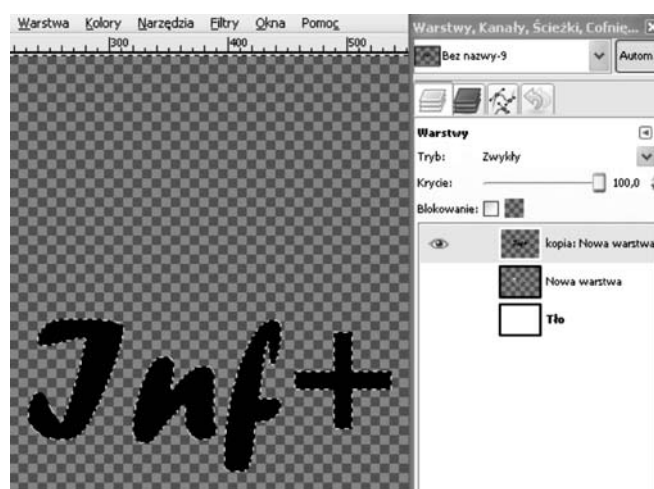 Warstwa Kolory Narzędzia Filtry Okna Pomoc
300 400 500
Inf+
Warstwy, Kanały, Ścieżki, Cofnię...
Bez nazwy-9 Autom
Warstwy
Tryb: Zwykły
Krycie: 100,0
Blokowanie:
kopia: Nowa warstwa
Nowa warstwa
Tło